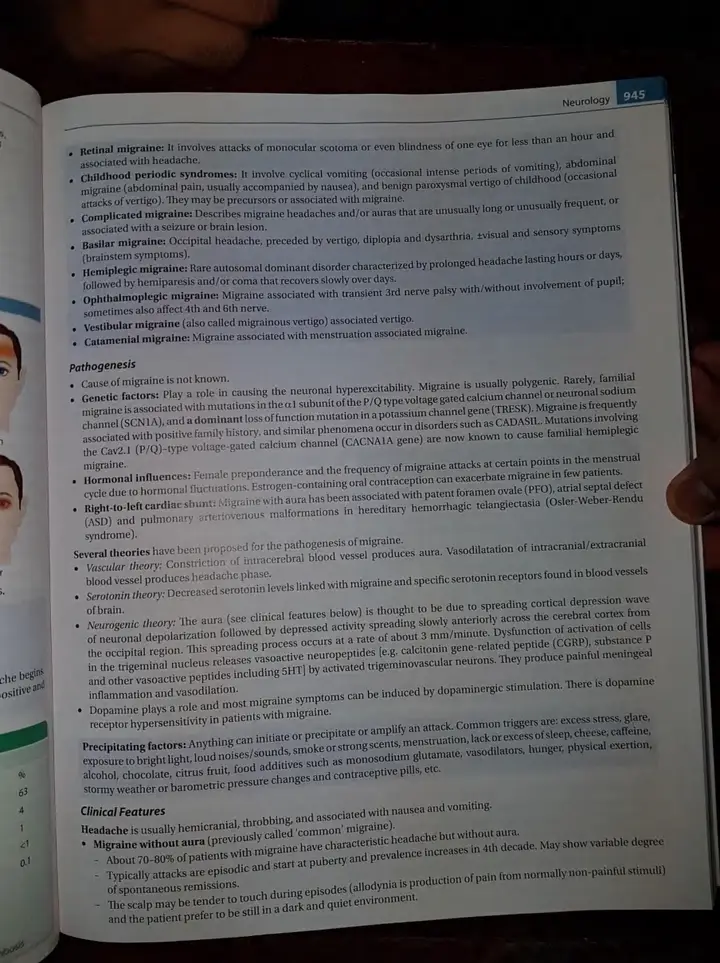 Neurology 945
• Retinal migraine: It involves attacks of monocular scotoma or even blindness of one eye for less than an hour and
associated with headache.
• Childhood periodic syndromes: It involve cyclical vomiting (occasional intense periods of vomiting), abdominal
migraine (abdominal pain, usually accompanied by nausea), and benign paroxysmal vertigo of childhood (occasional
attacks of vertigo). They may be precursors or associated with migraine.
• Complicated migraine: Describes migraine headaches and/or auras that are unusually long or unusually frequent, or
associated with a seizure or brain lesion.
• Basilar migraine: Occipital headache, preceded by vertigo, diplopia and dysarthria, ±visual and sensory symptoms
(brainstem symptoms).
• Hemiplegic migraine: Rare autosomal dominant disorder characterized by prolonged headache lasting hours or days,
followed by hemiparesis and/or coma that recovers slowly over days.
• Ophthalmoplegic migraine: Migraine associated with transient 3rd nerve palsy with/without involvement of pupil;
sometimes also affect 4th and 6th nerve.
• Vestibular migraine (also called migrainous vertigo) associated vertigo.
• Catamenial migraine: Migraine associated with menstruation associated migraine.
Pathogenesis
• Cause of migraine is not known.
• Genetic factors: Play a role in causing the neuronal hyperexcitability. Migraine is usually polygenic. Rarely, familial
migraine is associated with mutations in the α1 subunit of the P/Q type voltage gated calcium channel or neuronal sodium
channel (SCN1A), and a dominant loss of function mutation in a potassium channel gene (TRESK). Migraine is frequently
associated with positive family history, and similar phenomena occur in disorders such as CADASIL. Mutations involving
the Cav2.1 (P/Q)-type voltage-gated calcium channel (CACNA1A gene) are now known to cause familial hemiplegic
migraine.
• Hormonal influences: Female preponderance and the frequency of migraine attacks at certain points in the menstrual
cycle due to hormonal fluctuations. Estrogen-containing oral contraception can exacerbate migraine in few patients.
• Right-to-left cardiac shunt: Migraine with aura has been associated with patent foramen ovale (PFO), atrial septal defect
(ASD) and pulmonary arteriovenous malformations in hereditary hemorrhagic telangiectasia (Osler-Weber-Rendu
syndrome).
Several theories have been proposed for the pathogenesis of migraine.
• Vascular theory: Constriction of intracerebral blood vessel produces aura. Vasodilatation of intracranial/extracranial
blood vessel produces headache phase.
• Serotonin theory: Decreased serotonin levels linked with migraine and specific serotonin receptors found in blood vessels
of brain.
• Neurogenic theory: The aura (see clinical features below) is thought to be due to spreading cortical depression wave
of neuronal depolarization followed by depressed activity spreading slowly anteriorly across the cerebral cortex from
the occipital region. This spreading process occurs at a rate of about 3 mm/minute. Dysfunction of activation of cells
in the trigeminal nucleus releases vasoactive neuropeptides [e.g. calcitonin gene-related peptide (CGRP), substance P
and other vasoactive peptides including 5HT] by activated trigeminovascular neurons. They produce painful meningeal
inflammation and vasodilation.
• Dopamine plays a role and most migraine symptoms can be induced by dopaminergic stimulation. There is dopamine
receptor hypersensitivity in patients with migraine.
Precipitating factors: Anything can initiate or precipitate or amplify an attack. Common triggers are: excess stress, glare,
exposure to bright light, loud noises/sounds, smoke or strong scents, menstruation, lack or excess of sleep, cheese, caffeine,
alcohol, chocolate, citrus fruit, food additives such as monosodium glutamate, vasodilators, hunger, physical exertion,
stormy weather or barometric pressure changes and contraceptive pills, etc.
Clinical Features
Headache is usually hemicranial, throbbing, and associated with nausea and vomiting.
• Migraine without aura (previously called 'common' migraine).
– About 70–80% of patients with migraine have characteristic headache but without aura.
– Typically attacks are episodic and start at puberty and prevalence increases in 4th decade. May show variable degree
of spontaneous remissions.
– The scalp may be tender to touch during episodes (allodynia is production of pain from normally non-painful stimuli)
and the patient prefer to be still in a dark and quiet environment.
che begins
ositive and
%
63
4
1
<1
0.1